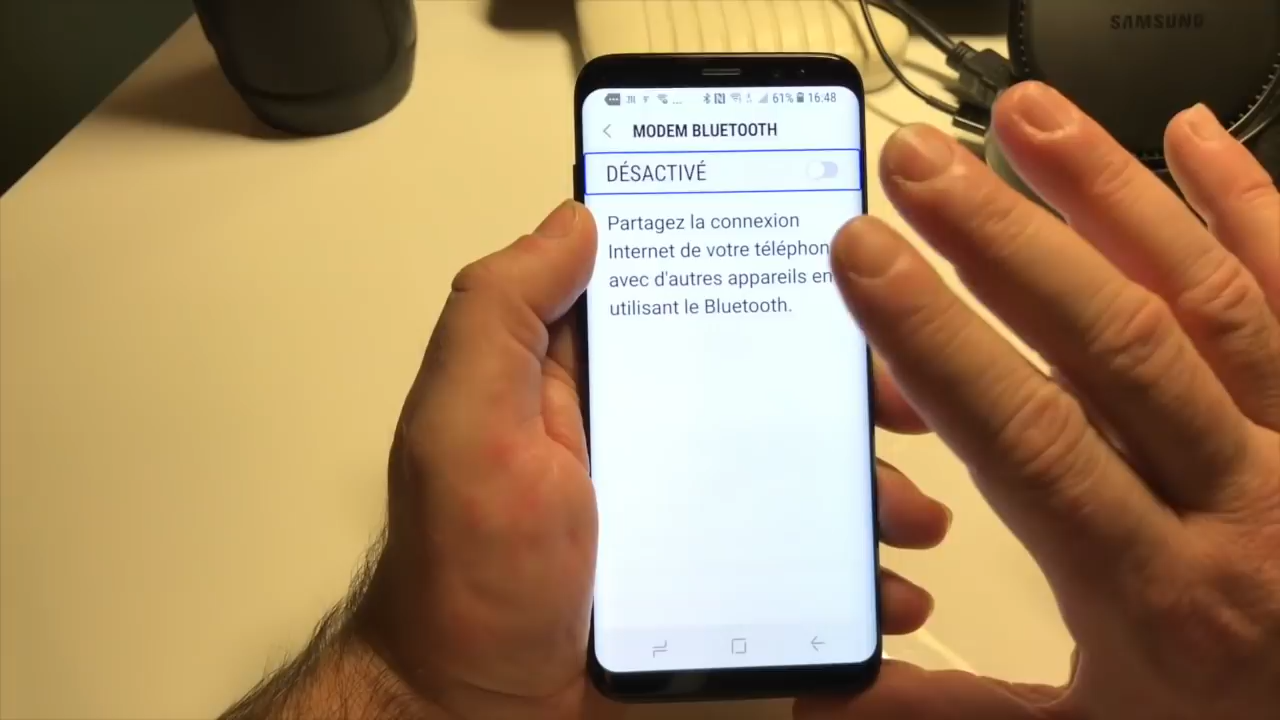 SAMSUNG
61% 16:48
MODEM BLUETOOTH
DÉSACTIVÉ
Partagez la connexion
Internet de votre téléphon
avec d'autres appareils en
utilisant le Bluetooth.